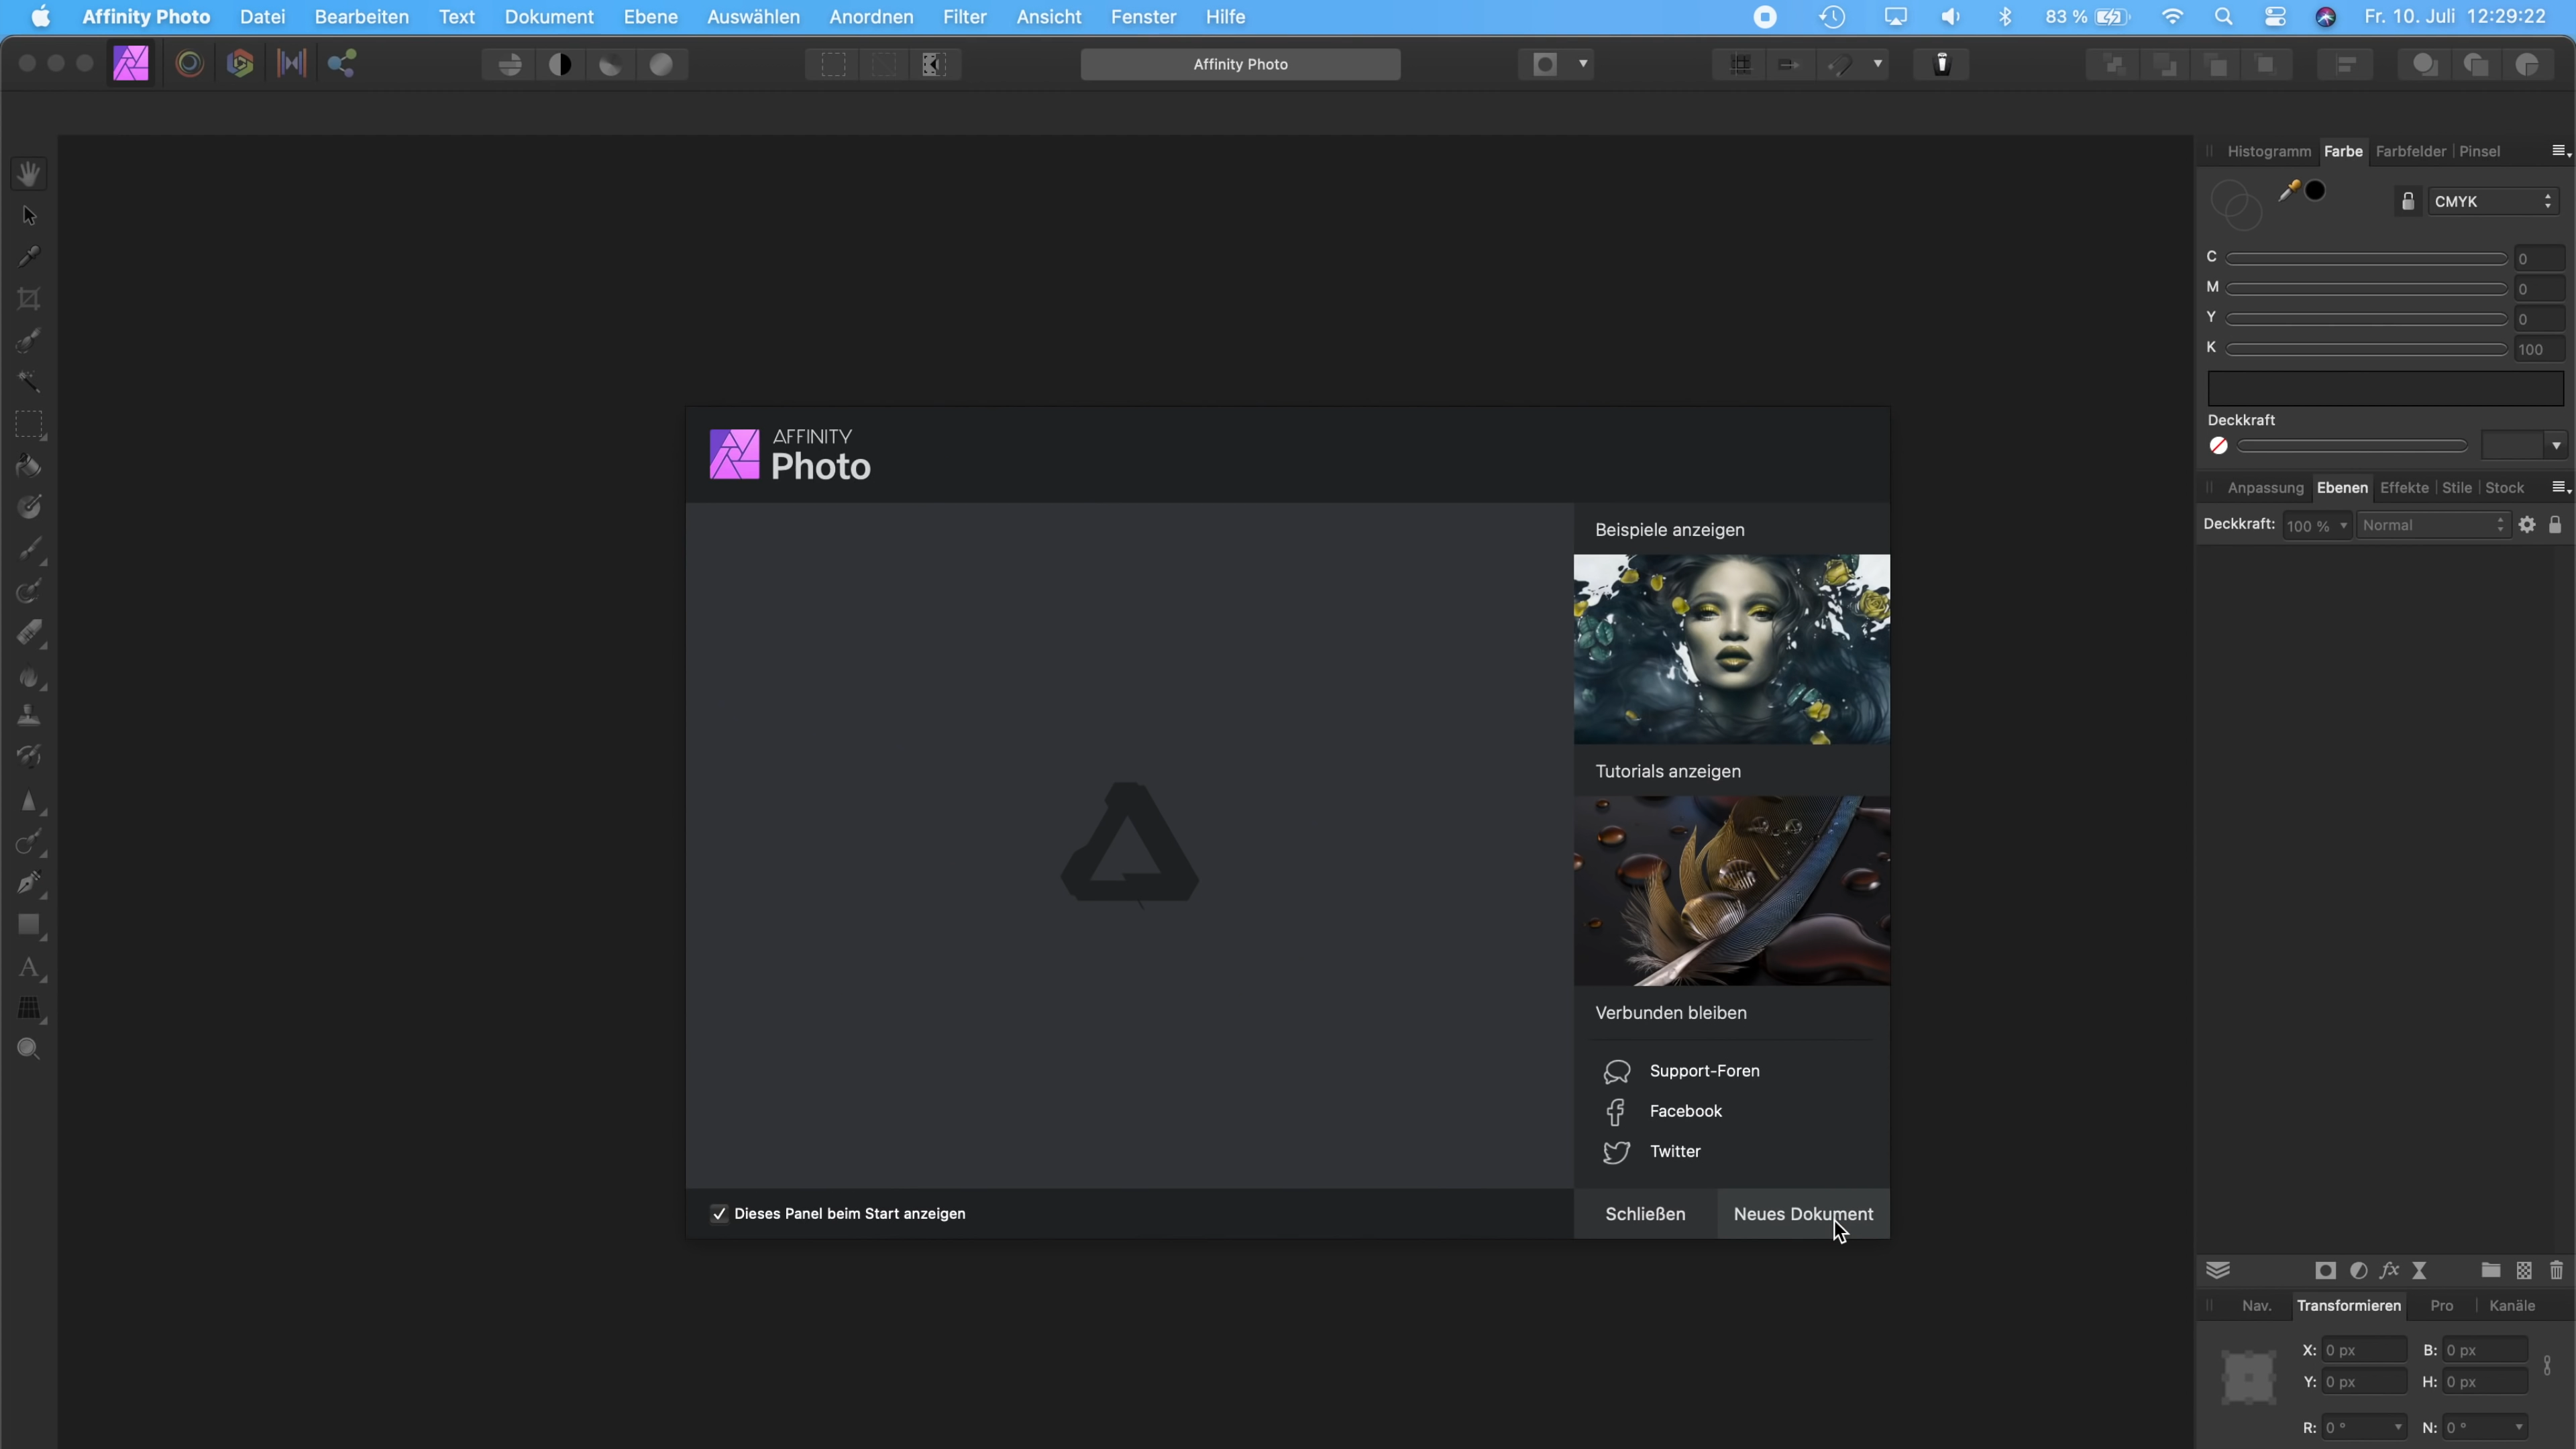 Affinity Photo Datei Bearbeiten Text Dokument Ebene Auswählen Anordnen Filter Ansicht Fenster Hilfe 83 % Fr. 10. Juli 12:29:22
Affinity Photo
Histogramm Farbe Farbfelder Pinsel
CMYK
C 0
M 0
Y 0
K 100
Deckkraft
Anpassung Ebenen Effekte Stile Stock
Deckkraft: 100 % Normal
AFFINITY
Photo
Beispiele anzeigen
Tutorials anzeigen
Verbunden bleiben
Support-Foren
Facebook
Twitter
Dieses Panel beim Start anzeigen
Schließen Neues Dokument
fx
Nav. Transformieren Pro Kanäle
X: 0 px B: 0 px
Y: 0 px H: 0 px
R: 0 ° N: 0 °